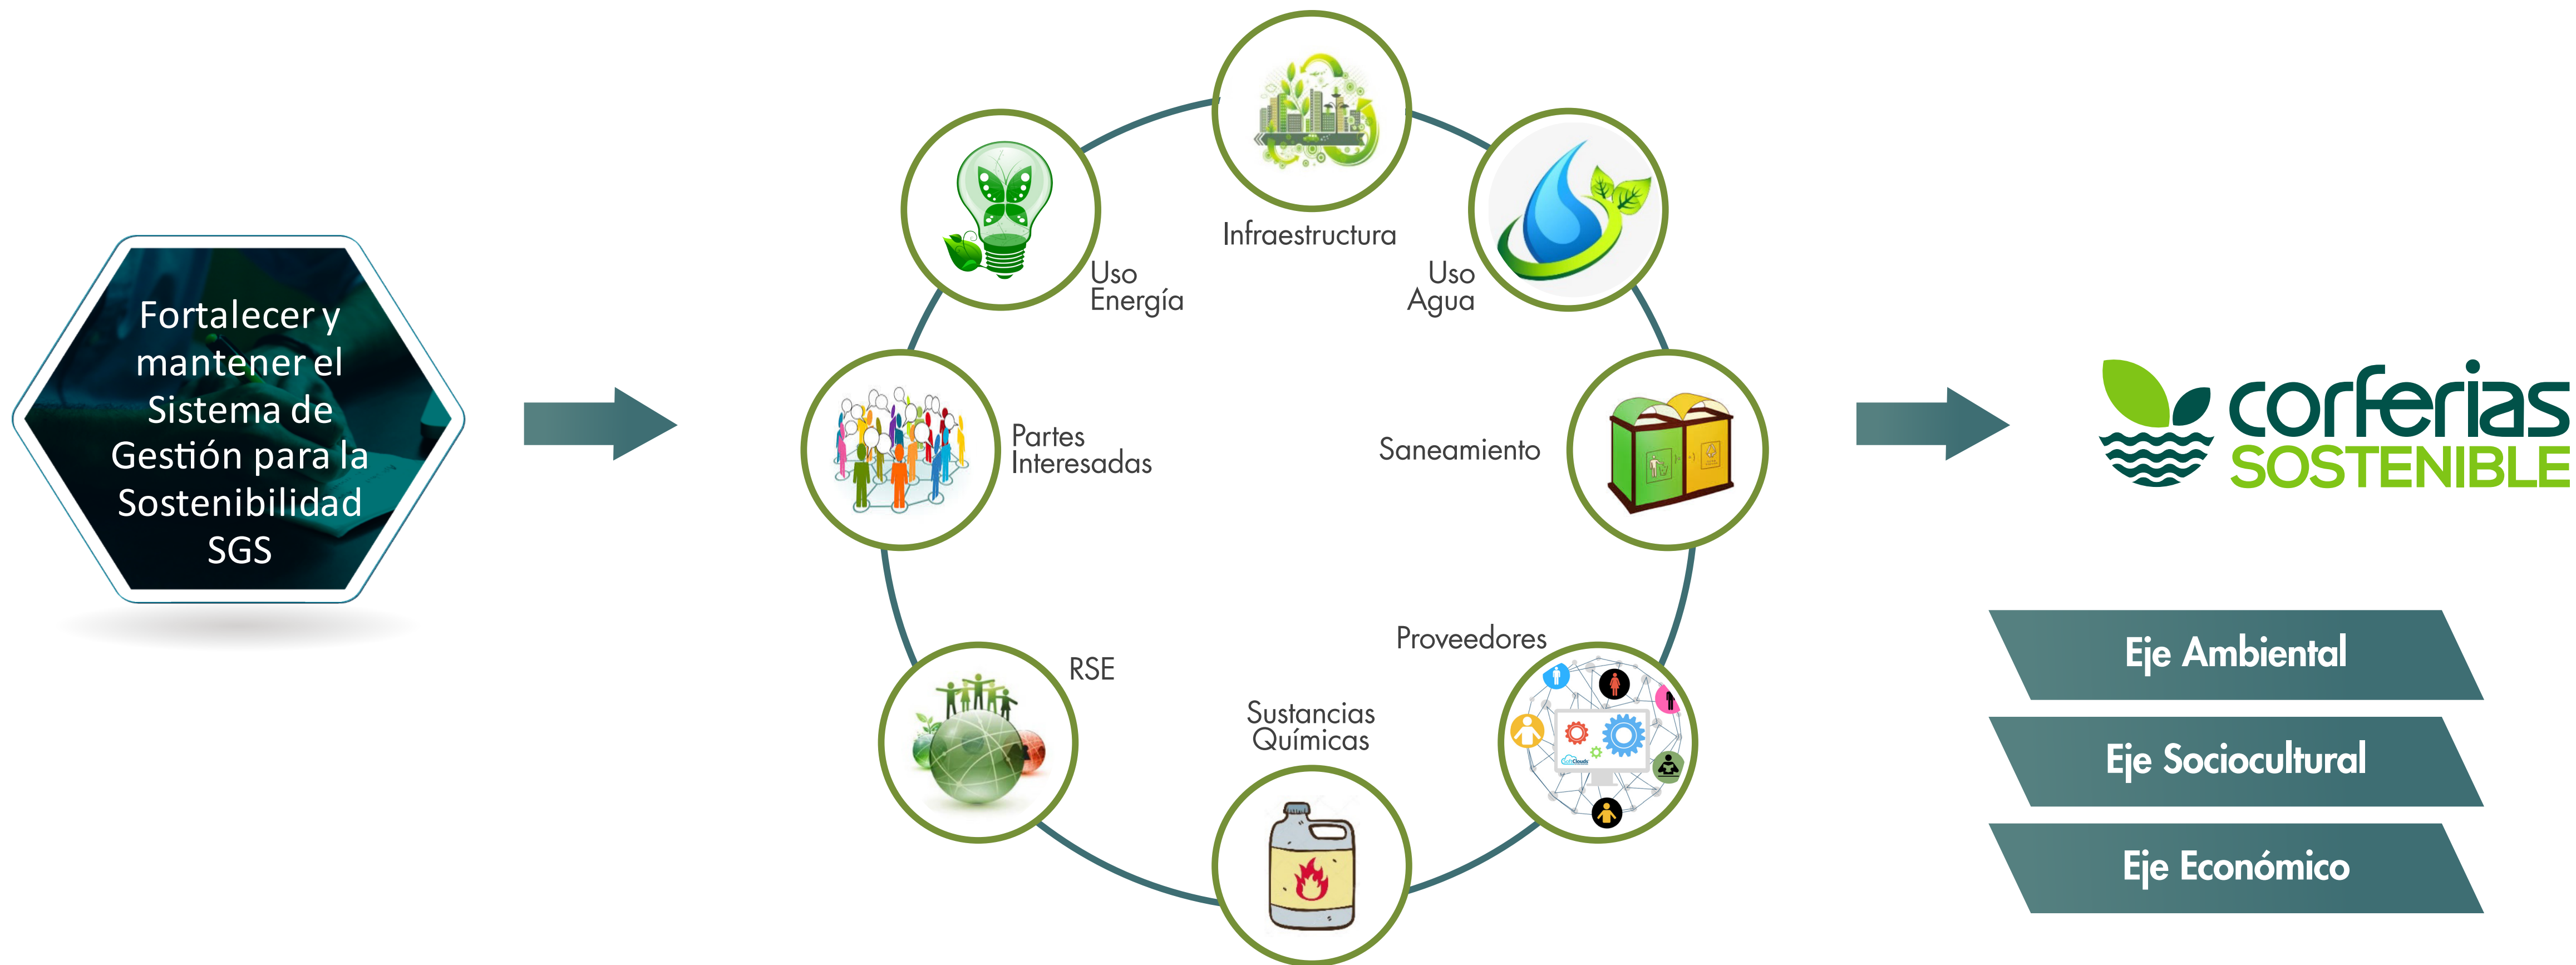 Fortalecer y
mantener el
Sistema de
Gestión para la
Sostenibilidad
SGS
Infraestructura
Uso
Energía
Uso
Agua
Partes
Interesadas
Saneamiento
RSE
Proveedores
Sustancias
Químicas
corferias
SOSTENIBLE
Eje Ambiental
Eje Sociocultural
Eje Económico